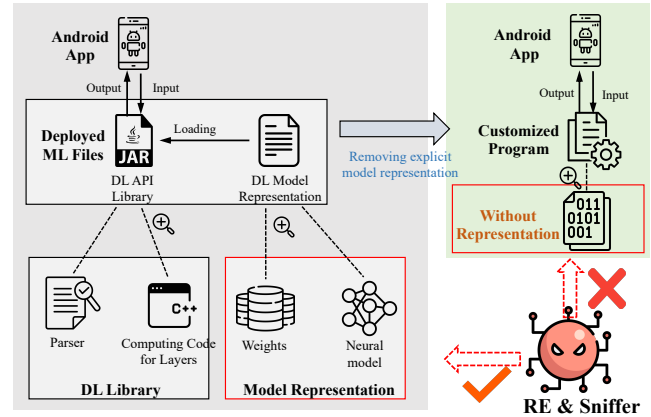 Android
App
Output
Input
Deployed
ML Files
JAR
Loading
DL API
Library
DL Model
Representation
C++
Parser
Computing Code
for Layers
DL Library
Weights
Neural
model
Model Representation
Removing explicit
model representation
Android
App
Output
Input
Customized
Program
Without
Representation
011
0101
001
RE & Sniffer